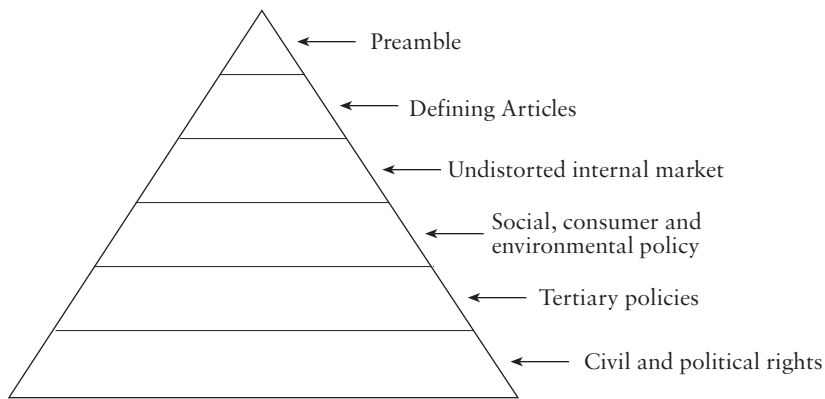 Preamble
Defining Articles
Undistorted internal market
Social, consumer and
environmental policy
Tertiary policies
Civil and political rights